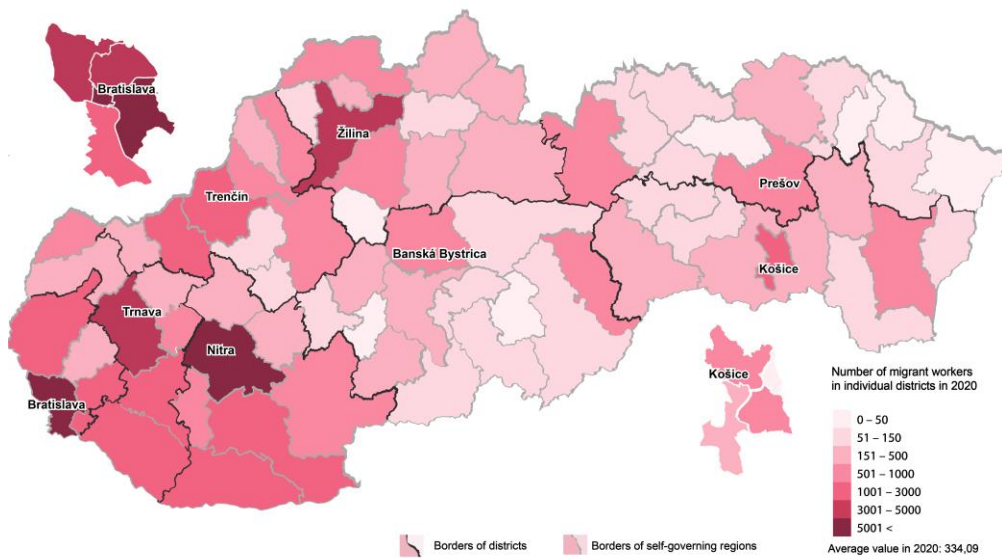 Bratislava
Žilina
Trenčín
Prešov
Banská Bystrica
Košice
Trnava
Nitra
Bratislava
Košice
Number of migrant workers
in individual districts in 2020
0 – 50
51 – 150
151 – 500
501 – 1000
1001 – 3000
3001 – 5000
5001 <
Average value in 2020: 334,09
Borders of districts
Borders of self-governing regions